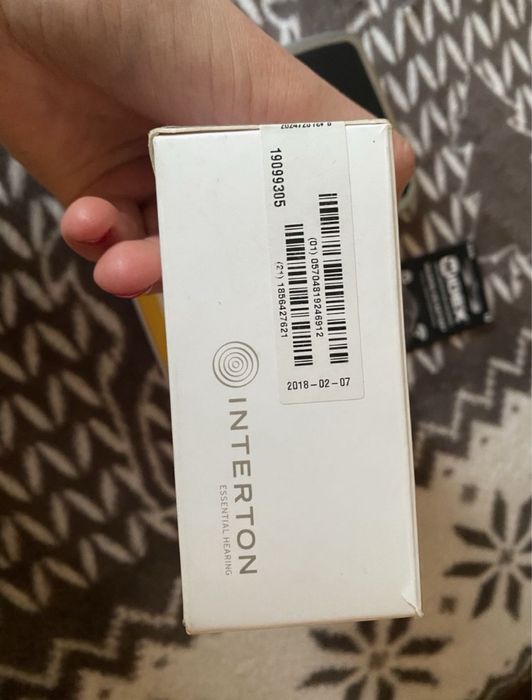 19099305
(01) 05704819246912
(21) 1856427621
2018-02-07
INTERTON
ESSENTIAL HEARING